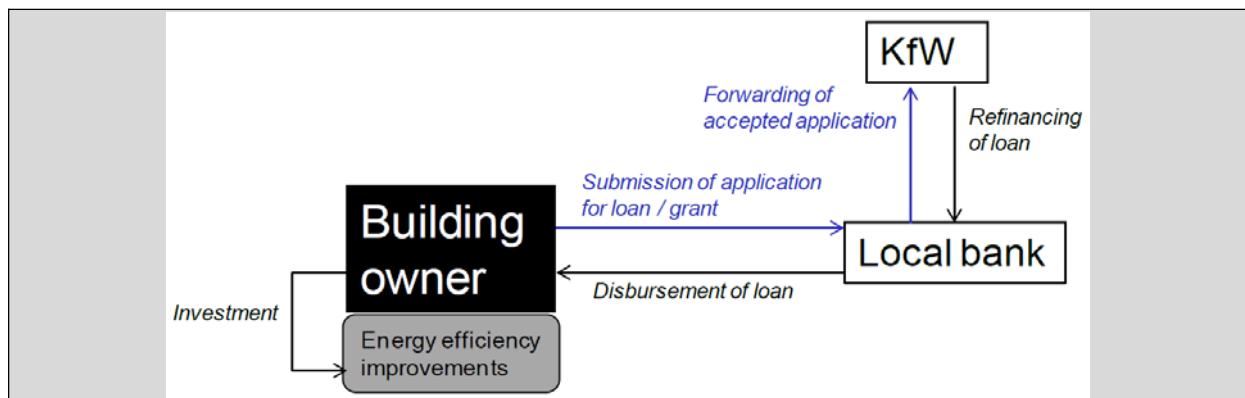 KfW
Forwarding of
accepted application
Refinancing
of loan
Submission of application
for loan / grant
Building
owner
Local bank
Disbursement of loan
Investment
Energy efficiency
improvements